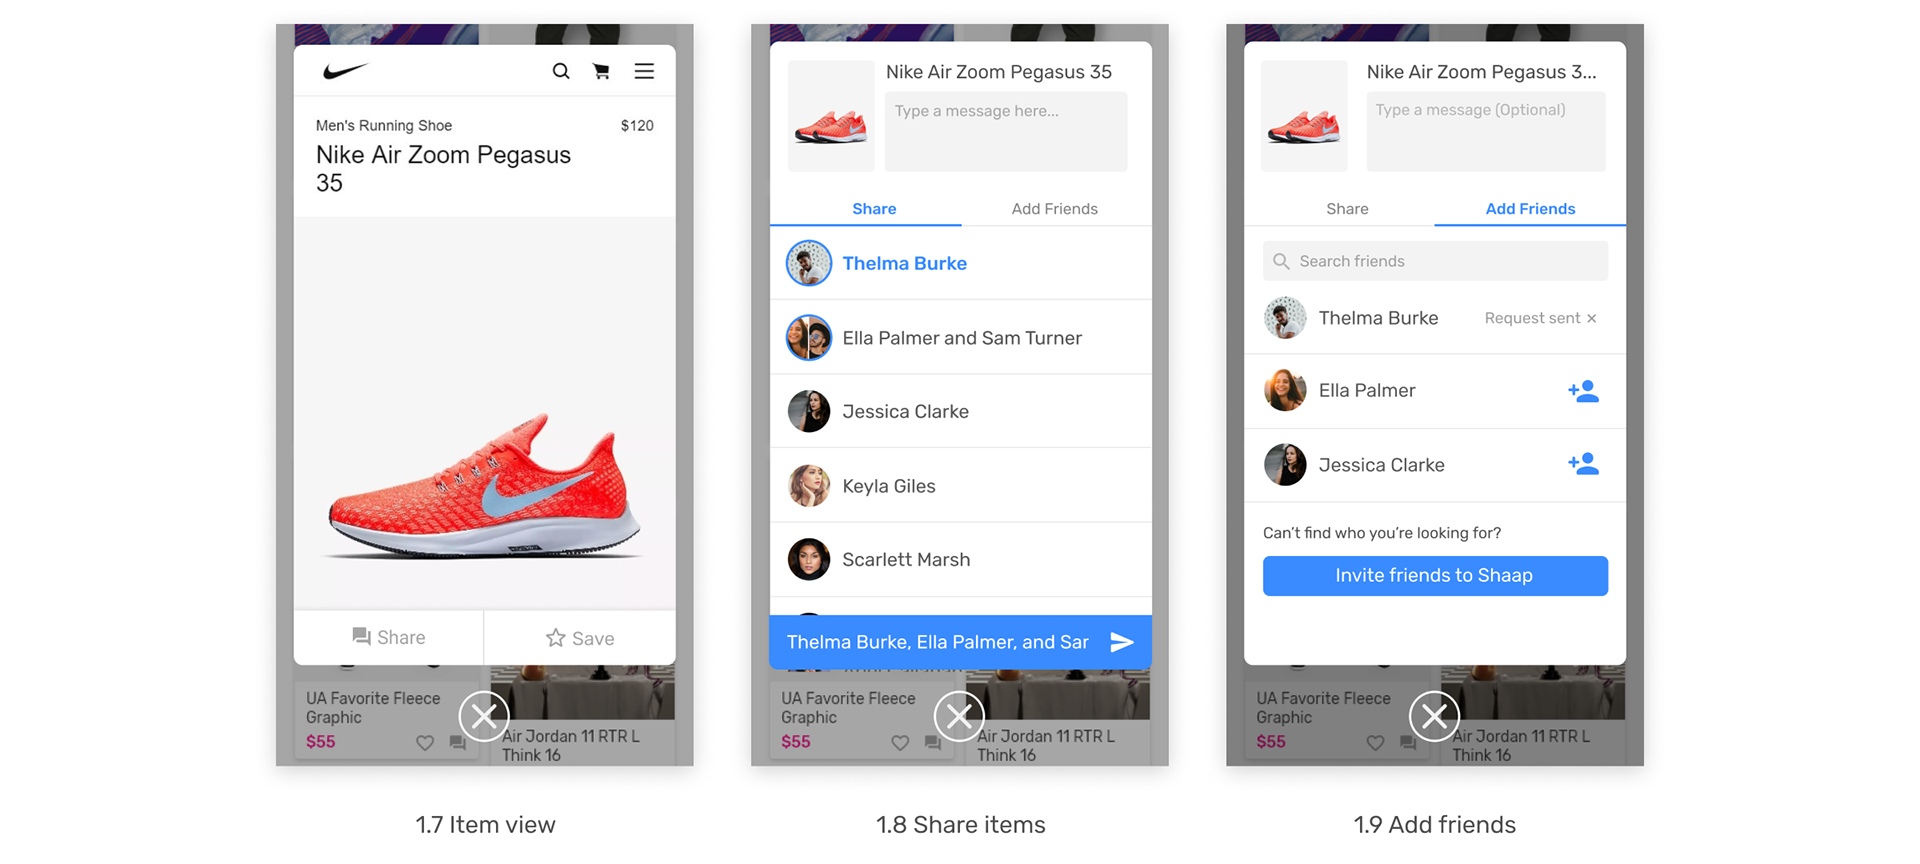 Men's Running Shoe
$120
Nike Air Zoom Pegasus
35
Share
Save
UA Favorite Fleece
Graphic
$55
Air Jordan 11 RTR L
Think 16
1.7 Item view
Nike Air Zoom Pegasus 35
Type a message here...
Share
Add Friends
Thelma Burke
Ella Palmer and Sam Turner
Jessica Clarke
Keyla Giles
Scarlett Marsh
Thelma Burke, Ella Palmer, and Sar
UA Favorite Fleece
Graphic
$55
Air Jordan 11 RTR L
Think 16
1.8 Share items
Nike Air Zoom Pegasus 3...
Type a message (Optional)
Share
Add Friends
Search friends
Thelma Burke
Request sent ×
Ella Palmer
Jessica Clarke
Can't find who you're looking for?
Invite friends to Shaap
UA Favorite Fleece
Graphic
$55
Air Jordan 11 RTR L
Think 16
1.9 Add friends